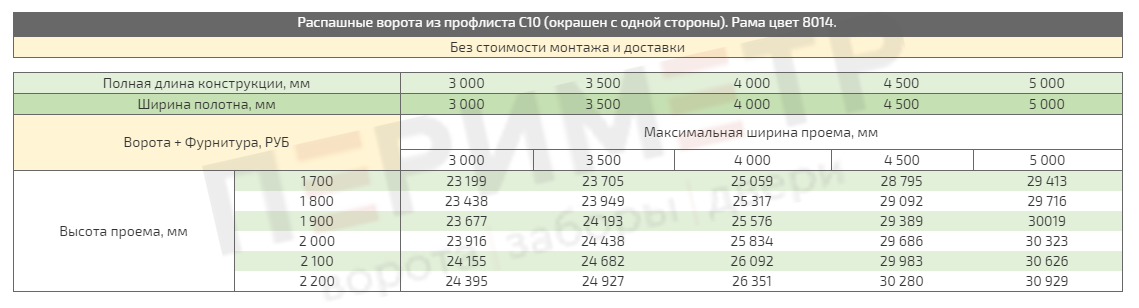 Распашные ворота из профлиста С10 (окрашен с одной стороны). Рама цвет 8014.
Без стоимости монтажа и доставки
Полная длина конструкции, мм 3 000 3 500 4 000 4 500 5 000
Ширина полотна, мм 3 000 3 500 4 000 4 500 5 000
Ворота + Фурнитура, РУБ Максимальная ширина проема, мм
3 000 3 500 4 000 4 500 5 000
Высота проема, мм
1 700 23 199 23 705 25 059 28 795 29 413
1 800 23 438 23 949 25 317 29 092 29 716
1 900 23 677 24 193 25 576 29 389 30019
2 000 23 916 24 438 25 834 29 686 30 323
2 100 24 155 24 682 26 092 29 983 30 626
2 200 24 395 24 927 26 351 30 280 30 929
ПЕРИМЕТР
ворота | заборы | двери